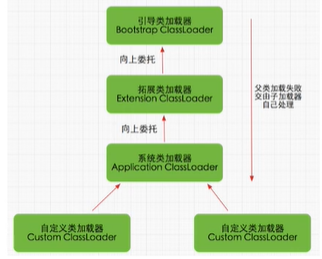 引导类加载器
Bootstrap ClassLoader
向上委托
拓展类加载器
Extension ClassLoader
父类加载失败
交由子加载器
自己处理
向上委托
系统类加载器
Application ClassLoader
自定义类加载器
Custom ClassLoader
自定义类加载器
Custom ClassLoader